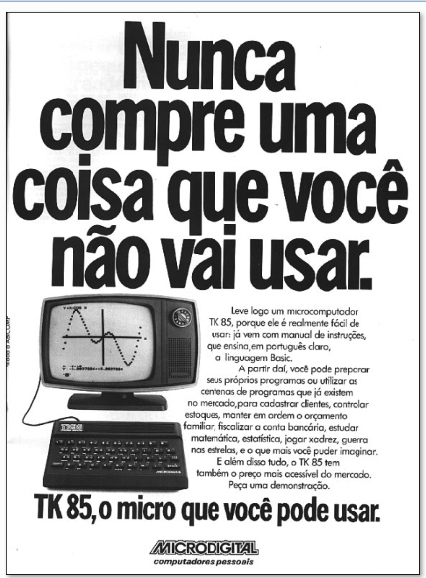 Nunca
compre uma
coisa que você
não vai usar.
Leve logo um microcomputador
TK 85, porque ele é realmente fácil de
usar: já vem com manual de instruções,
que ensina, em português claro,
a linguagem Basic.
A partir daí, você pode preparar
seus próprios programas ou utilizar as
centenas de programas que já existem
no mercado, para cadastrar clientes, controlar
estoques, manter em ordem o orçamento
familiar, fiscalizar a conta bancária, estudar
matemática, estatística, jogar xadrez, guerra
nas estrelas, e o que mais você puder imaginar.
E além disso tudo, o TK 85 tem
também o preço mais acessível do mercado.
Peça uma demonstração.
TK85
TK 85, o micro que você pode usar.
MICRODIGITAL
computadores pessoais